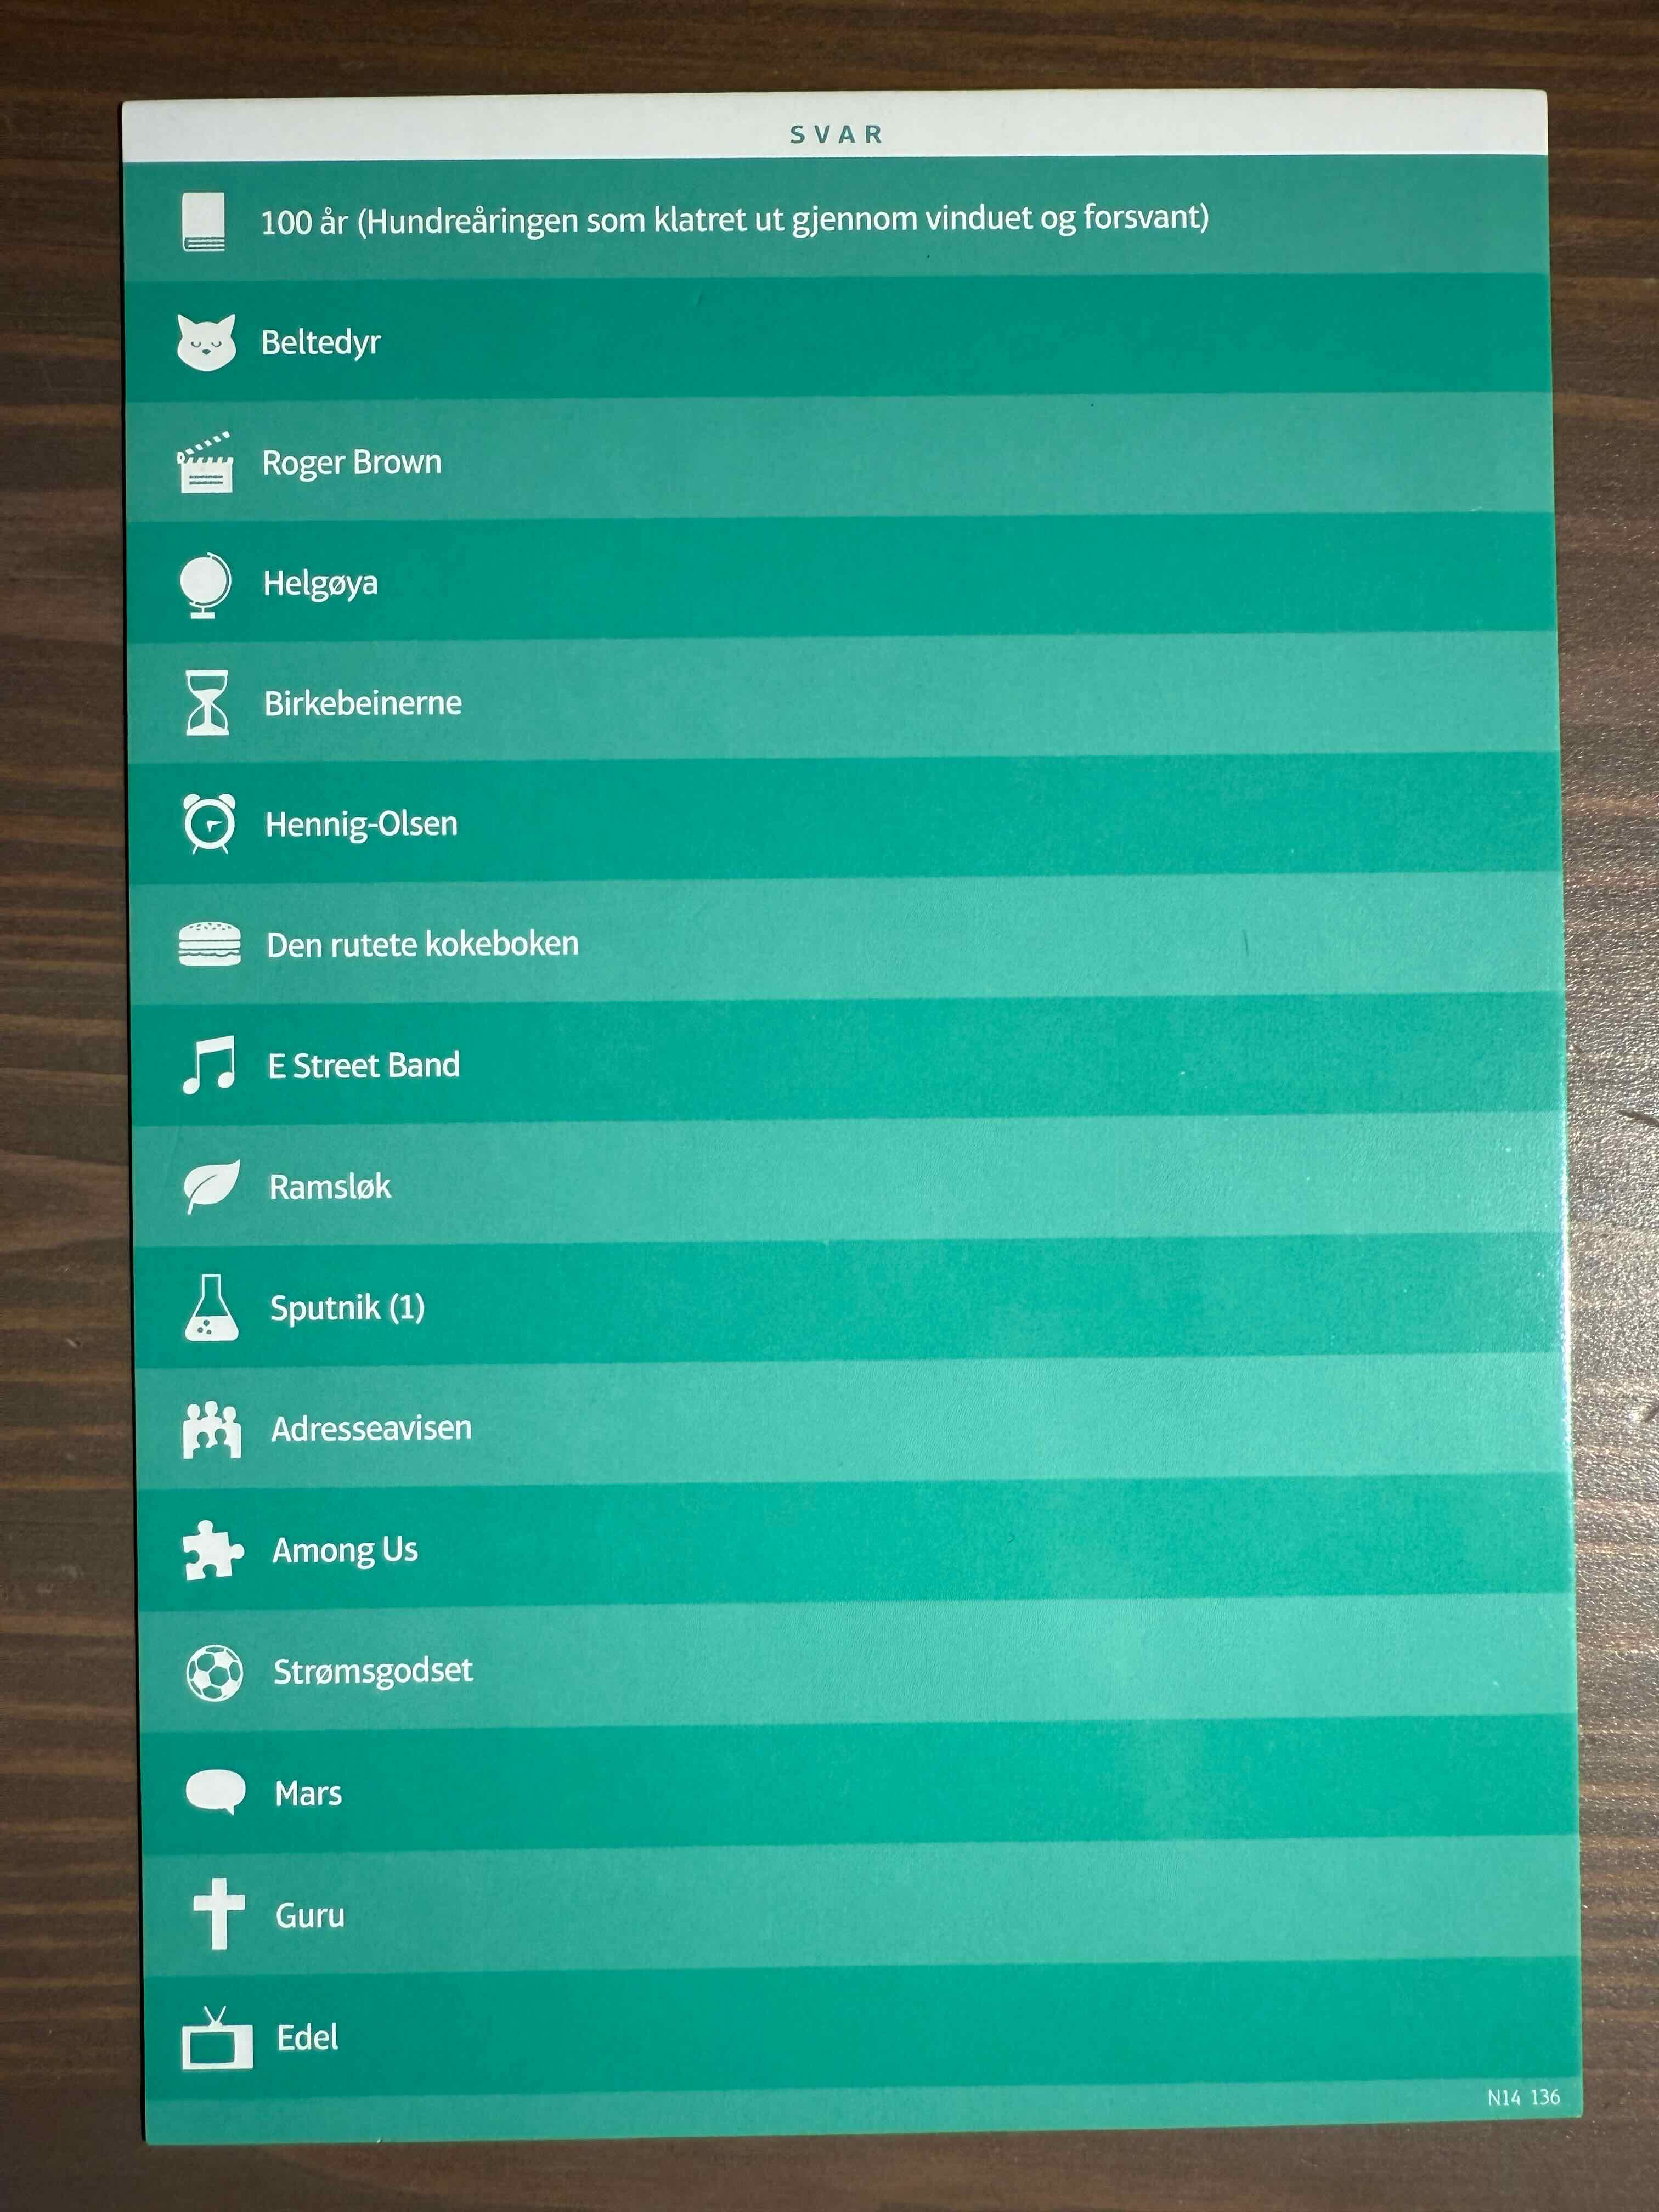 SVAR
100 år (Hundreåringen som klatret ut gjennom vinduet og forsvant)
Beltedyr
Roger Brown
Helgøya
Birkebeinerne
Hennig-Olsen
Den rutete kokeboken
E Street Band
Ramsløk
Sputnik (1)
Adresseavisen
Among Us
Strømsgodset
Mars
Guru
Edel
N14 136